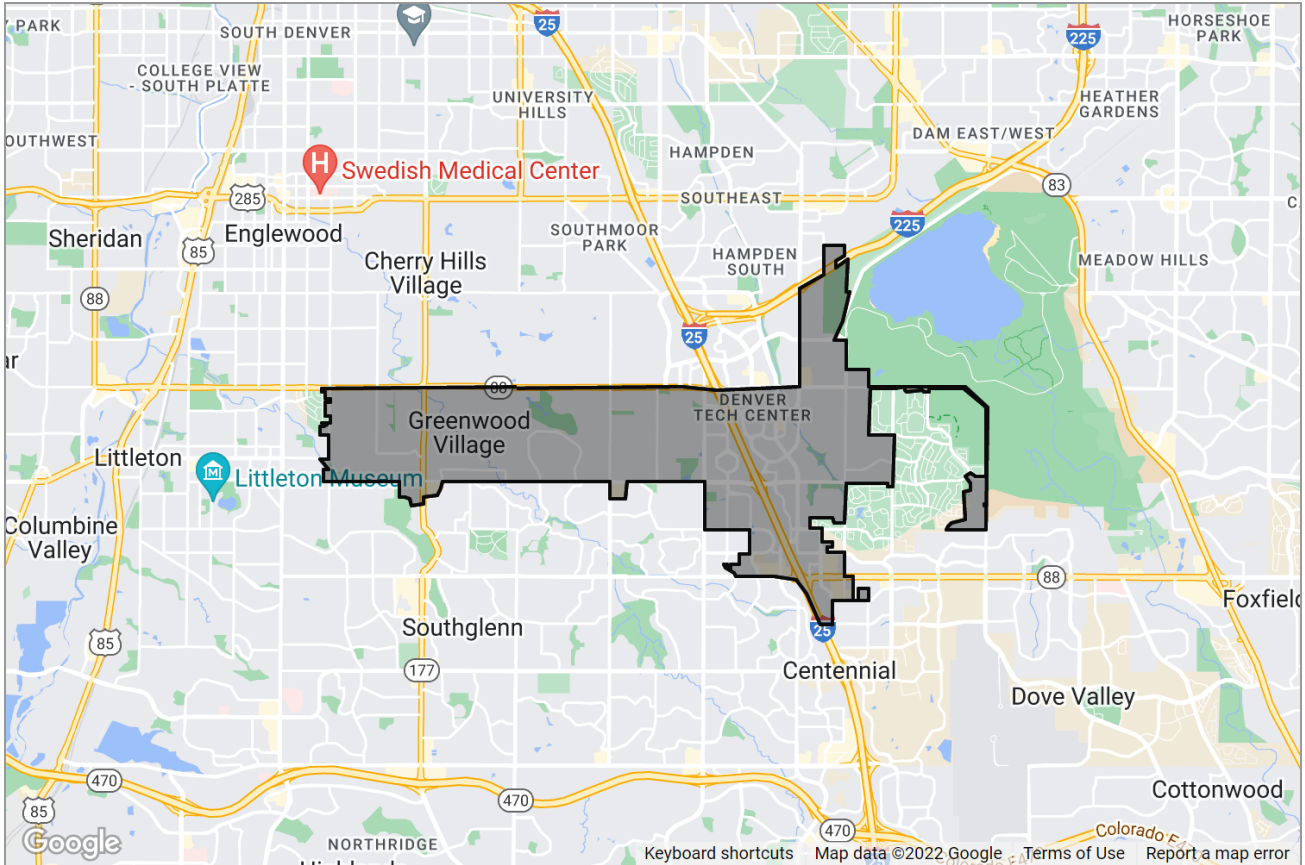 Y PARK
SOUTH DENVER
25
225
HORSESHOE
PARK
COLLEGE VIEW
- SOUTH PLATTE
UNIVERSITY
HILLS
HEATHER
GARDENS
OUTHWEST
DAM EAST/WEST
HAMPDEN
H
Swedish Medical Center
83
285
SOUTHEAST
Sheridan
85
Englewood
SOUTHMOOR
PARK
225
Cherry Hills
Village
HAMPDEN
SOUTH
MEADOW HILLS
88
25
ar
88
DENVER
TECH CENTER
Greenwood
Village
Littleton
M
Littleton Museum
Columbine
Valley
88
Foxfield
Southglenn
25
85
177
Centennial
Dove Valley
470
470
Cottonwood
85
Google
NORTHRIDGE
470
Colorado E470
Keyboard shortcuts
Map data ©2022 Google
Terms of Use
Report a map error